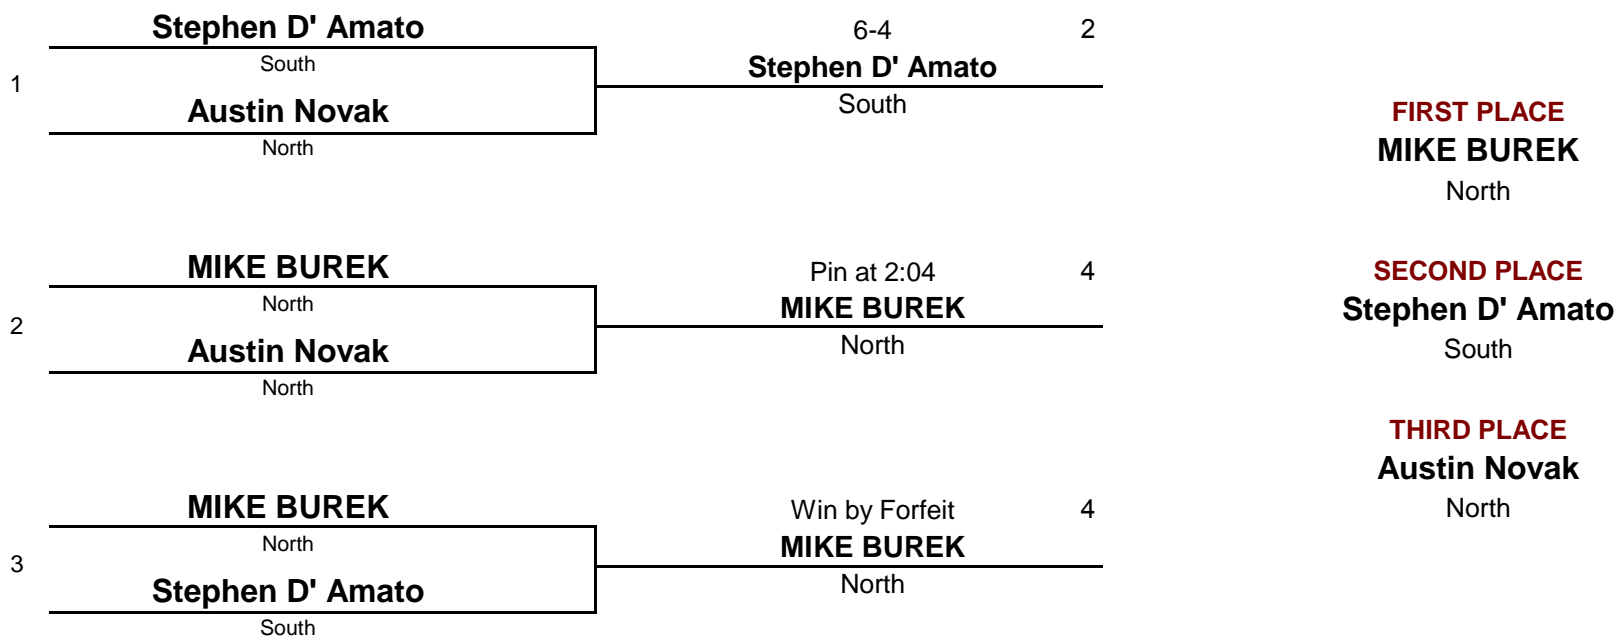 Stephen D' Amato
South
1
Austin Novak
North
6-4
2
Stephen D' Amato
South
MIKE BUREK
North
2
Austin Novak
North
Pin at 2:04
4
MIKE BUREK
North
MIKE BUREK
North
3
Stephen D' Amato
South
Win by Forfeit
4
MIKE BUREK
North
FIRST PLACE
MIKE BUREK
North
SECOND PLACE
Stephen D' Amato
South
THIRD PLACE
Austin Novak
North